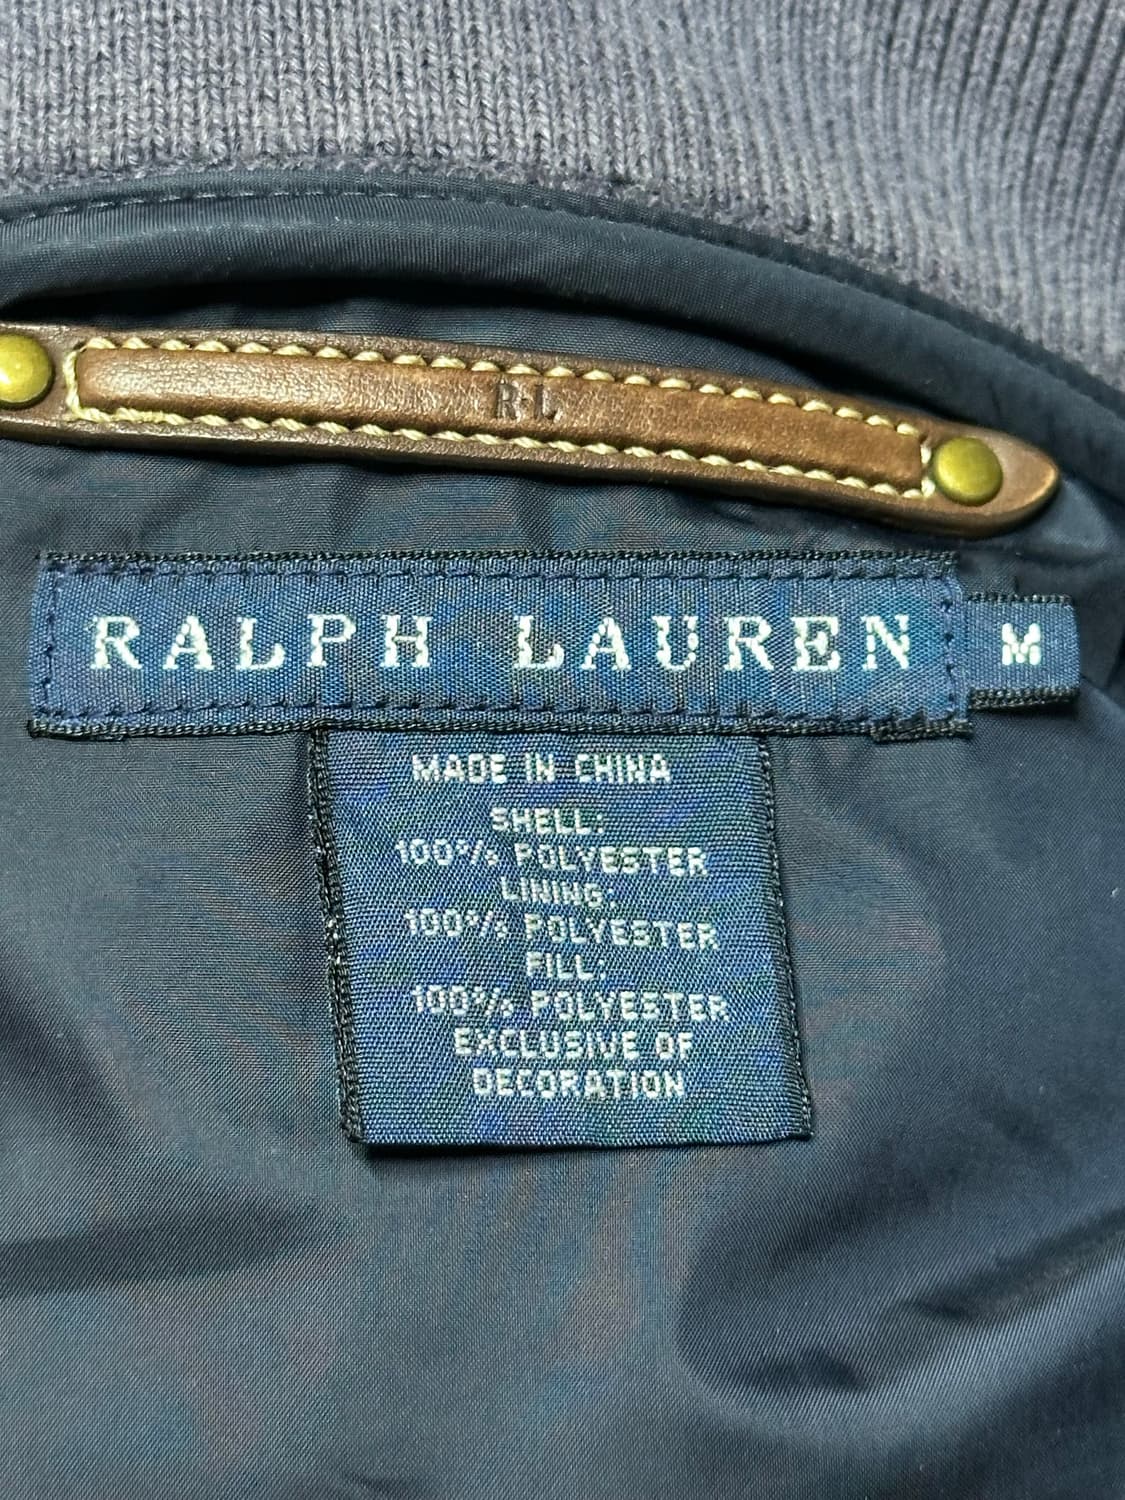 R·L
RALPH LAUREN
M
MADE IN CHINA
SHELL:
100% POLYESTER
LINING:
100% POLYESTER
FILL:
100% POLYESTER
EXCLUSIVE OF
DECORATION